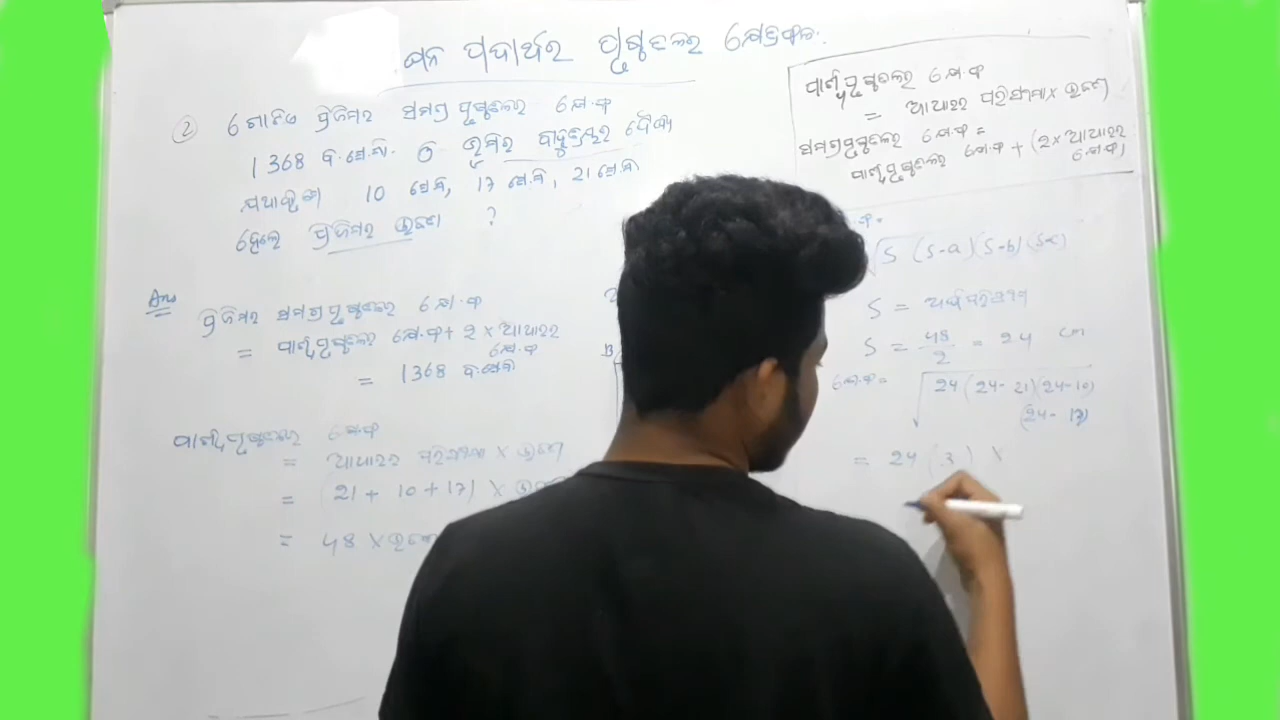 ଘନ ପଦାର୍ଥର ପୃଷ୍ଠତଳର କ୍ଷେତ୍ରଫଳ.
② ଗୋଟିଏ ପ୍ରିଜିମର ସମଗ୍ର ପୃଷ୍ଠତଳର କ୍ଷେ.ଫ
1368 ବ.ସେ.ମି. ଓ ଭୂମିର ବାହୁତ୍ରୟର ଦୈର୍ଘ୍ୟ
ଯଥାକ୍ରମେ 10 ସେମି, 17 ସେ.ମି, 21 ସେ.ମି
ହେଲେ ପ୍ରିଜିମର ଉଚ୍ଚତା ?
Ans
ପ୍ରିଜିମର ସମଗ୍ର ପୃଷ୍ଠତଳର କ୍ଷେ.ଫ
= ପାର୍ଶ୍ୱପୃଷ୍ଠତଳର କ୍ଷେ.ଫ + 2 × ଆଧାରର
କ୍ଷେ.ଫ
= 1368 ବ.ସେମି
ପାର୍ଶ୍ୱପୃଷ୍ଠତଳର କ୍ଷେ.ଫ
= ଆଧାରର ପରିସୀମା × ଉଚ୍ଚତା
= (21 + 10 + 17) ×
= 48 × ଉଚ୍ଚତା
ପାର୍ଶ୍ୱପୃଷ୍ଠତଳର କ୍ଷେ.ଫ
= ଆଧାରର ପରିସୀମା × ଉଚ୍ଚତା
ସମଗ୍ରପୃଷ୍ଠତଳର କ୍ଷେ.ଫ =
ପାର୍ଶ୍ୱପୃଷ୍ଠତଳର କ୍ଷେ.ଫ + (2 × ଆଧାରର
କ୍ଷେ.ଫ)
√S (S-a) (S-b) (S-c)
S = ଅର୍ଦ୍ଧପରିସୀମା
S = 48/2 = 24 cm
କ୍ଷେ.ଫ = √24 (24-21) (24-10)
(24-17)
= 24 (3) ×